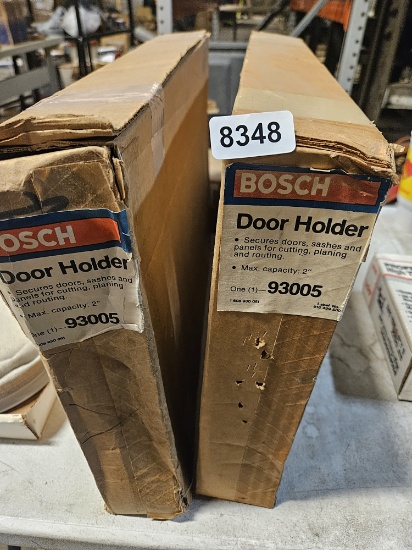 8348
BOSCH
Door Holder
• Secures doors, sashes and
panels for cutting, planing
and routing.
• Max. capacity: 2"
One (1)—93005
BOSCH
Door Holder
• Secures doors, sashes and
panels for cutting, planing
and routing.
• Max. capacity: 2"
One (1)—93005